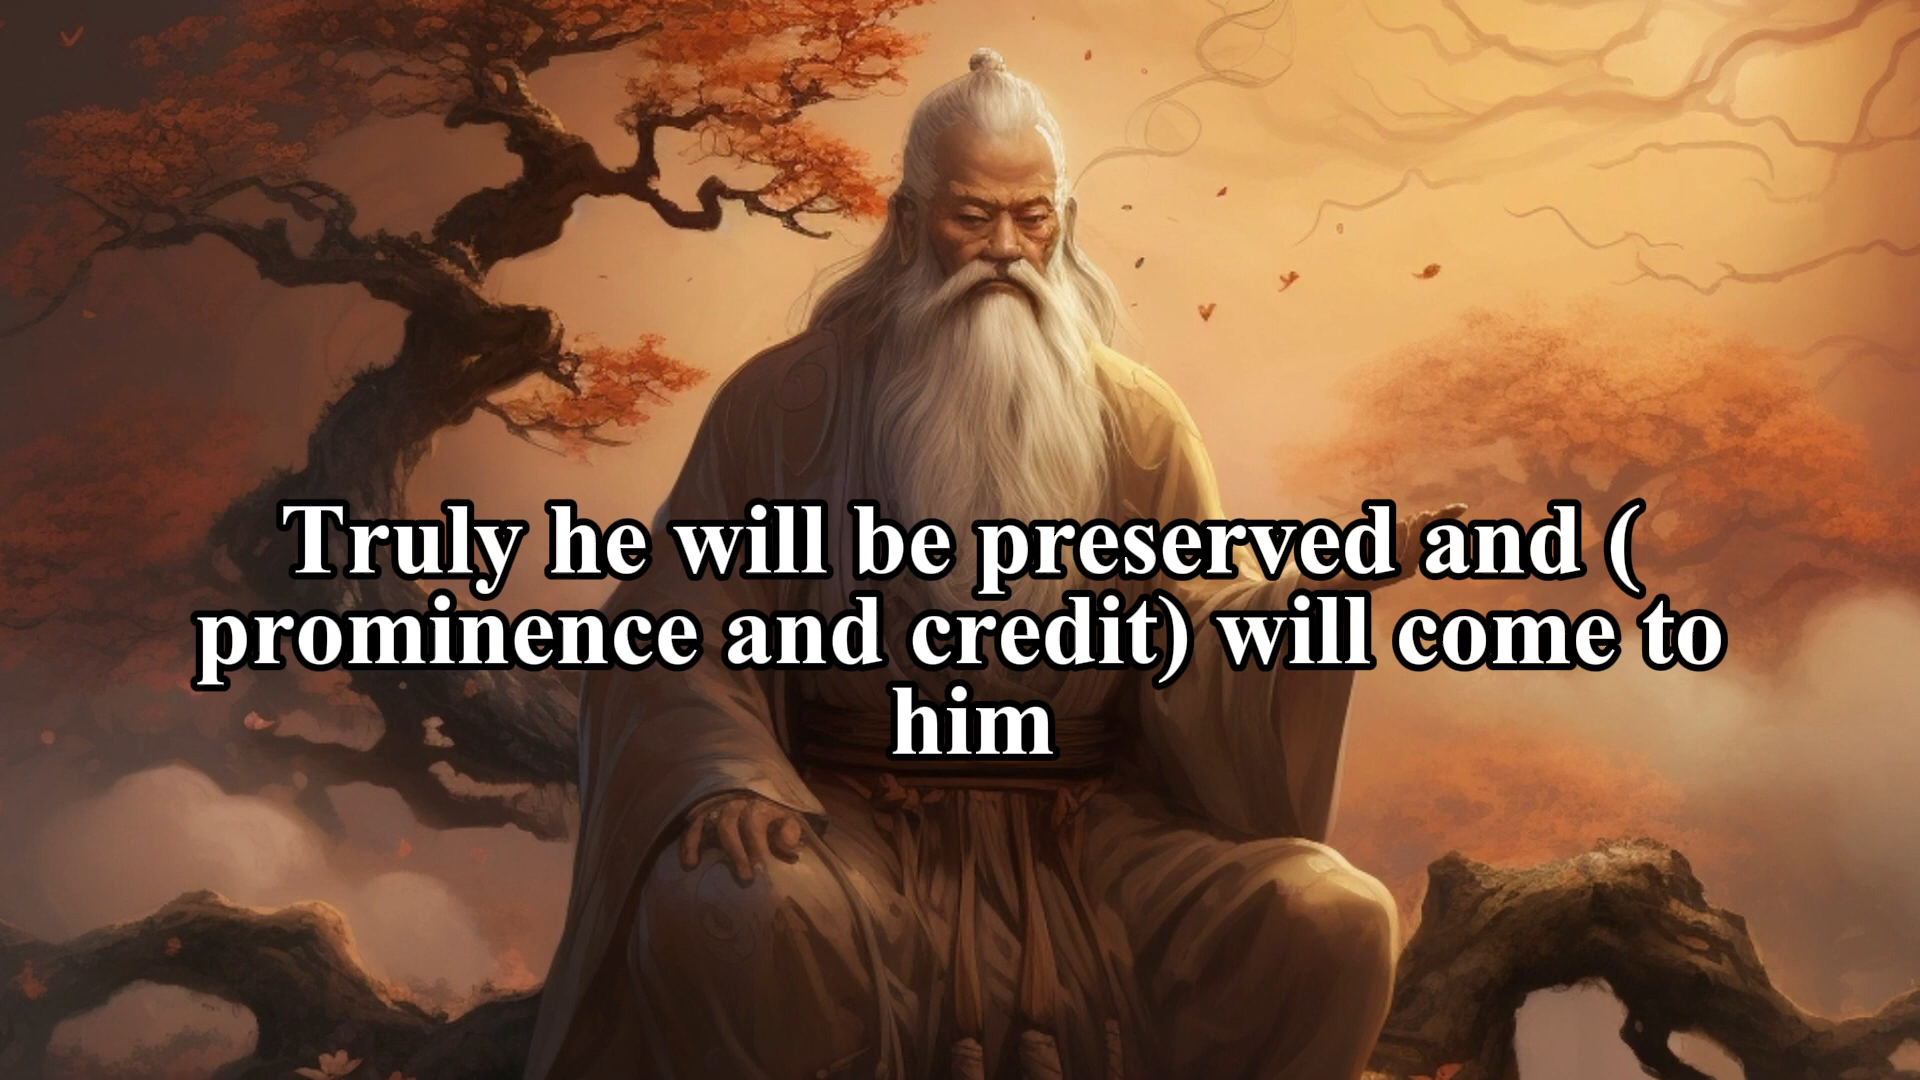 Truly he will be preserved and (
prominence and credit) will come to
him